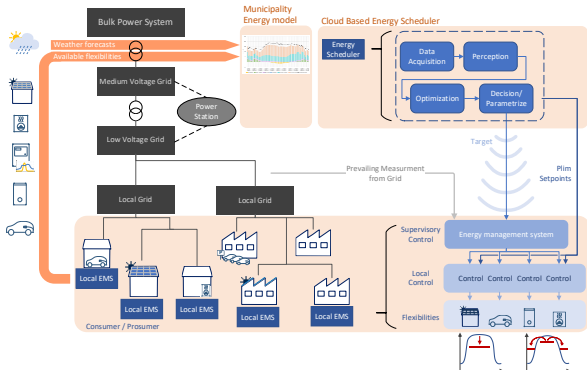 Bulk Power System
Municipality
Energy model
Cloud Based Energy Scheduler
Weather forecasts
Available flexibilities
Energy
Scheduler
Data
Acquisition
Perception
Optimization
Decision/
Parametrize
Medium Voltage Grid
Power
Station
Low Voltage Grid
Target
Plim
Setpoints
Prevailing Measurment
from Grid
Local Grid
Local Grid
Supervisory
Control
Energy management system
Local
Control
Control
Control
Control
Control
Flexibilities
Local EMS
Local EMS
Local EMS
Local EMS
Local EMS
Consumer / Prosumer